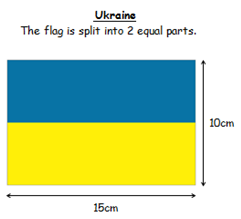 Ukraine
The flag is split into 2 equal parts.
10cm
15cm